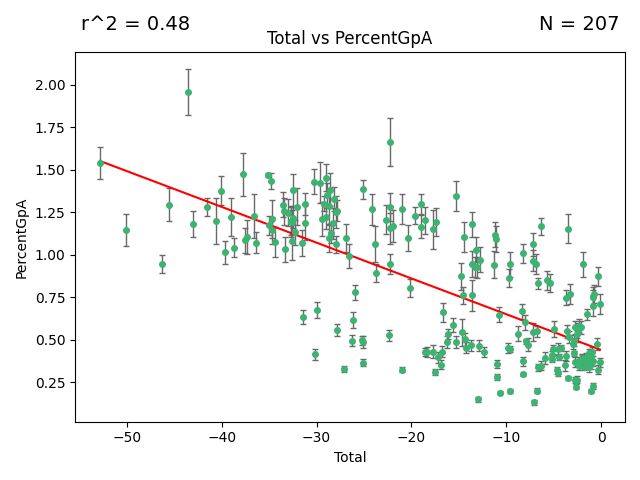 r^2 = 0.48
N = 207
Total vs PercentGpA
PercentGpA
2.00
1.75
1.50
1.25
1.00
0.75
0.50
0.25
−50
−40
−30
−20
−10
0
Total